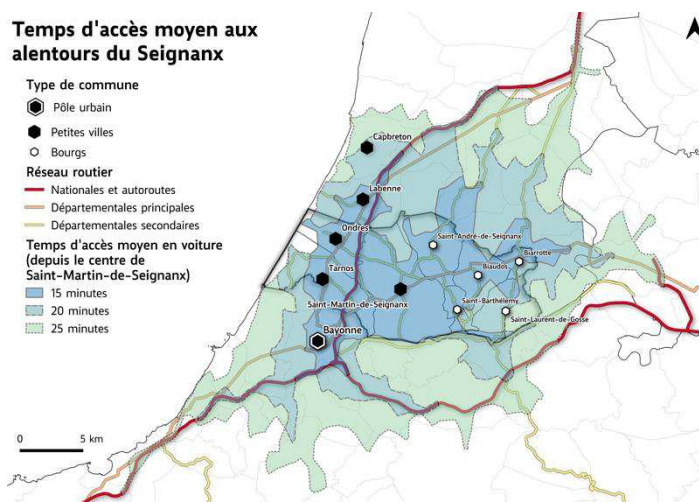 Temps d'accès moyen aux
alentours du Seignanx
Type de commune
Pôle urbain
Petites villes
Bourgs
Réseau routier
Nationales et autoroutes
Départementales principales
Départementales secondaires
Temps d'accès moyen en voiture
(depuis le centre de
Saint-Martin-de-Seignanx)
15 minutes
20 minutes
25 minutes
0 5 km
Capbreton
Labenne
Ondres
Saint-André-de-Seignanx
Biarrotte
Tarnos
Biaudos
Saint-Martin-de-Seignanx
Saint-Barthélemy
Saint-Laurent-de-Gosse
Bayonne